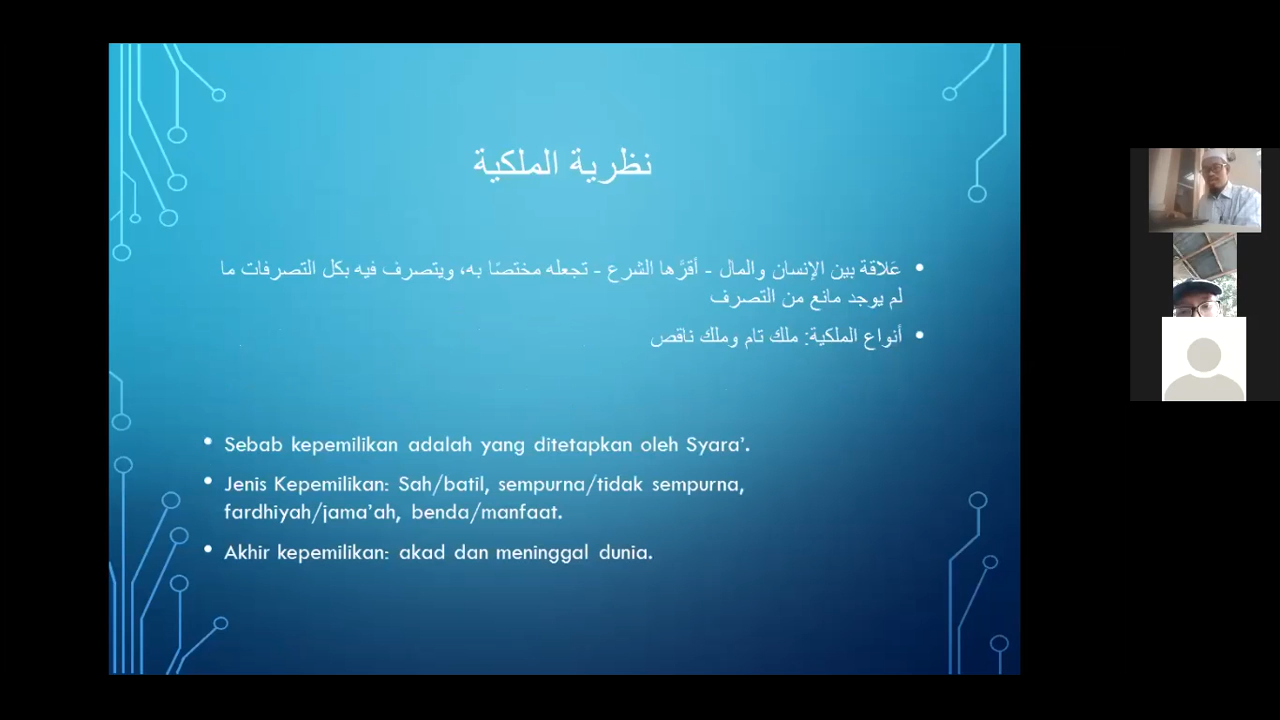 نظرية الملكية
• عَلاقة بين الإنسان والمال - أقرَّها الشرع - تجعله مختصًا به، ويتصرف فيه بكل التصرفات ما
لم يوجد مانع من التصرف
• أنواع الملكية: ملك تام وملك ناقص
• Sebab kepemilikan adalah yang ditetapkan oleh Syara’.
• Jenis Kepemilikan: Sah/batil, sempurna/tidak sempurna,
fardhiyah/jama’ah, benda/manfaat.
• Akhir kepemilikan: akad dan meninggal dunia.